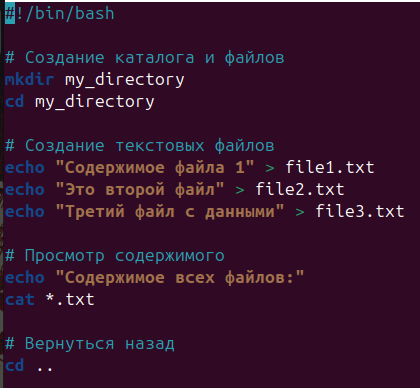 #!/bin/bash
# Создание каталога и файлов
mkdir my_directory
cd my_directory
# Создание текстовых файлов
echo "Содержимое файла 1" > file1.txt
echo "Это второй файл" > file2.txt
echo "Третий файл с данными" > file3.txt
# Просмотр содержимого
echo "Содержимое всех файлов:"
cat *.txt
# Вернуться назад
cd ..